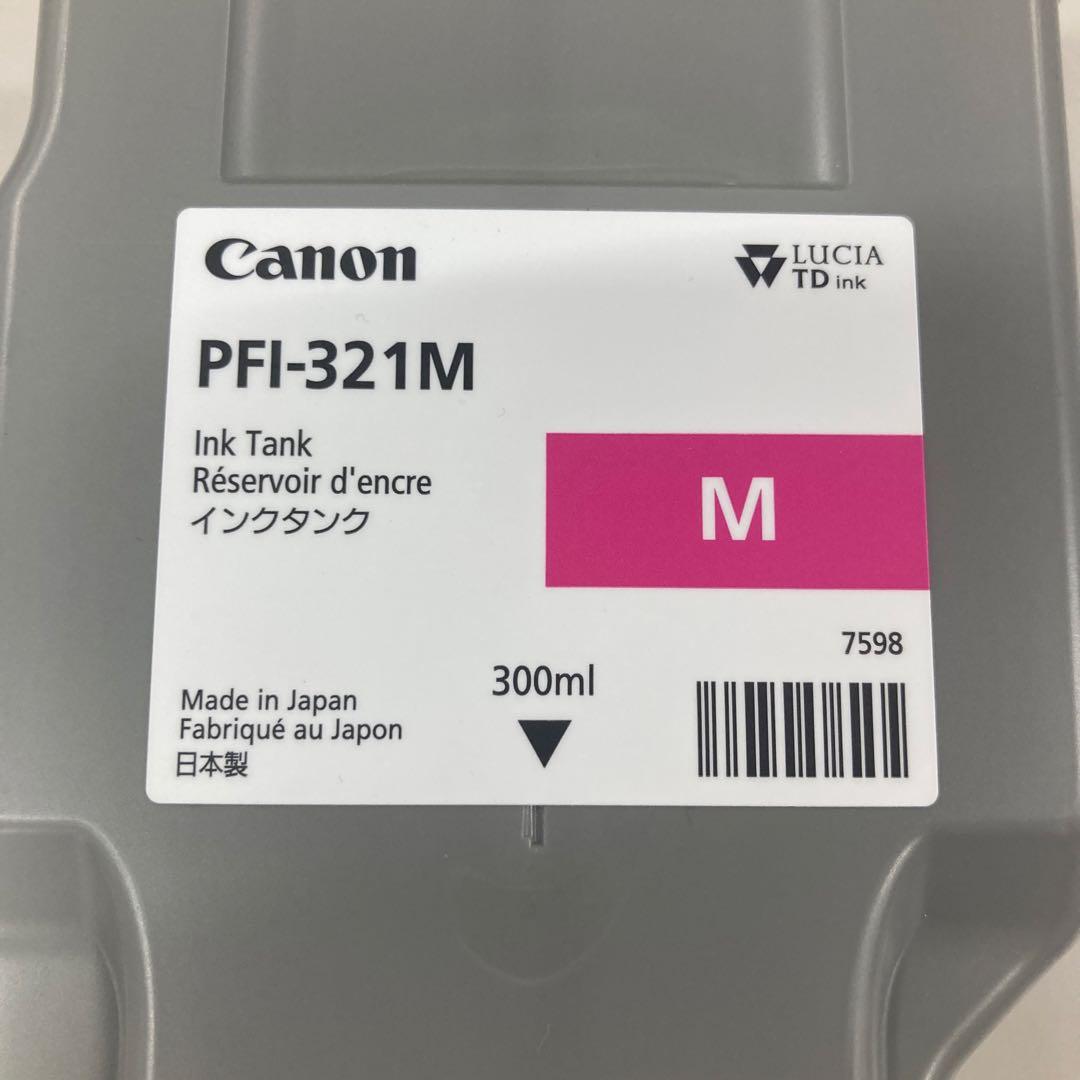 Canon
LUCIA
TD ink
PFI-321M
Ink Tank
Réservoir d'encre
インクタンク
M
7598
300ml
Made in Japan
Fabriqué au Japon
日本製